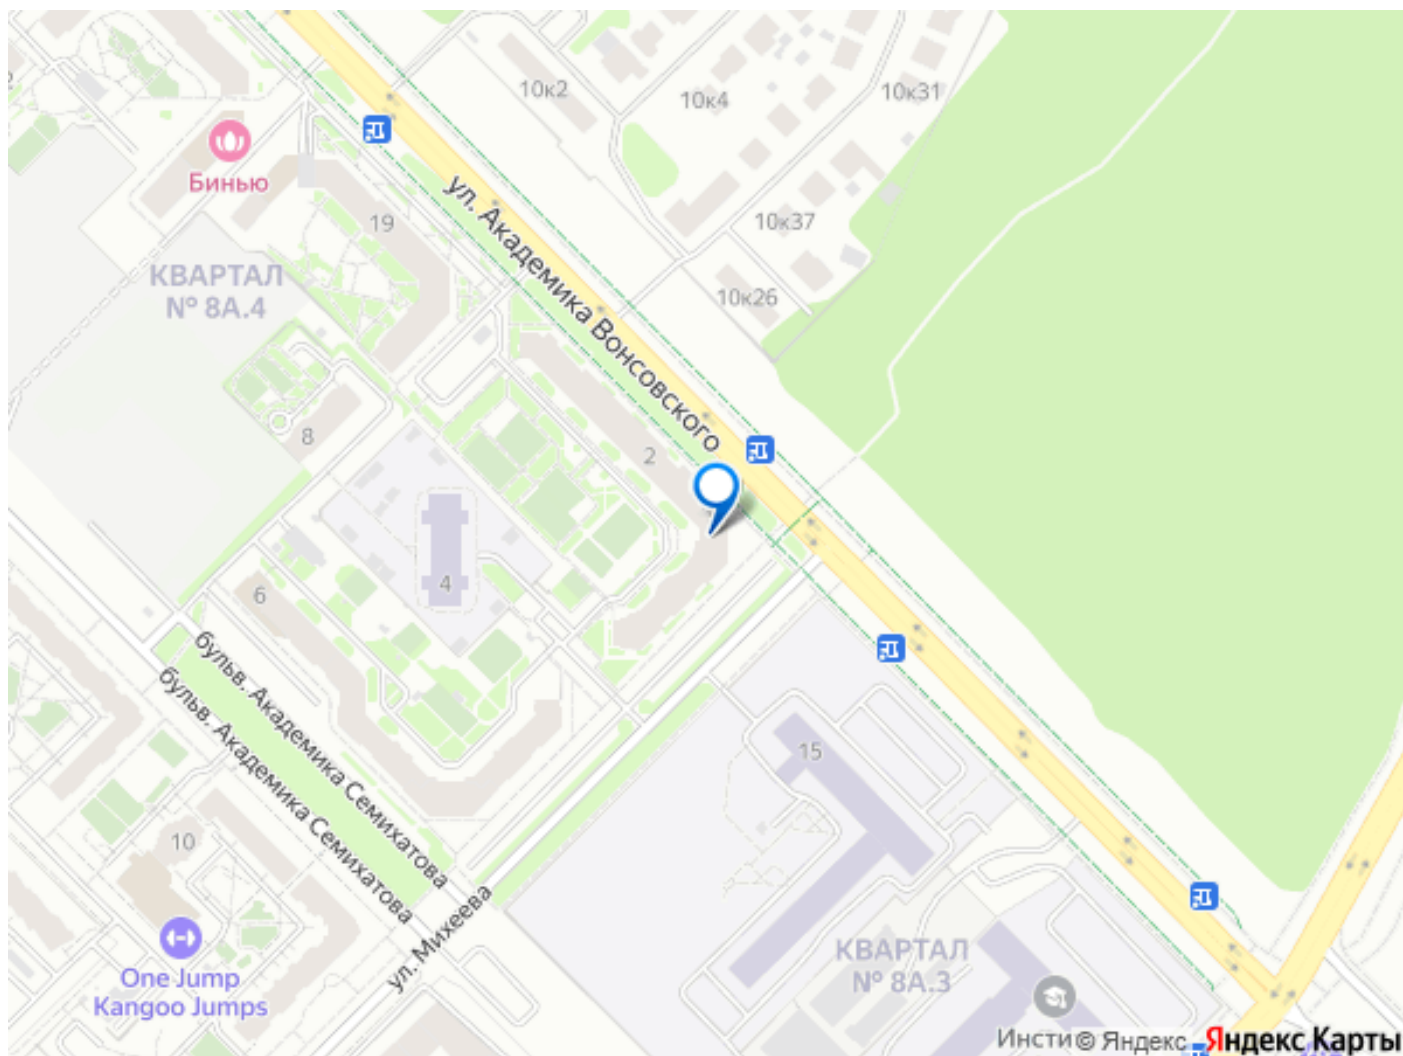 10к2
10к4
10к31
Бинью
19
ул. Академика Вонсовского
10к37
КВАРТАЛ
№ 8А.4
10к26
8
2
4
6
бульв. Академика Семихатова
бульв. Академика Семихатова
15
10
ул. Михеева
One Jump
Kangoo Jumps
КВАРТАЛ
№ 8А.3
Инсти
© Яндекс
Яндекс Карты